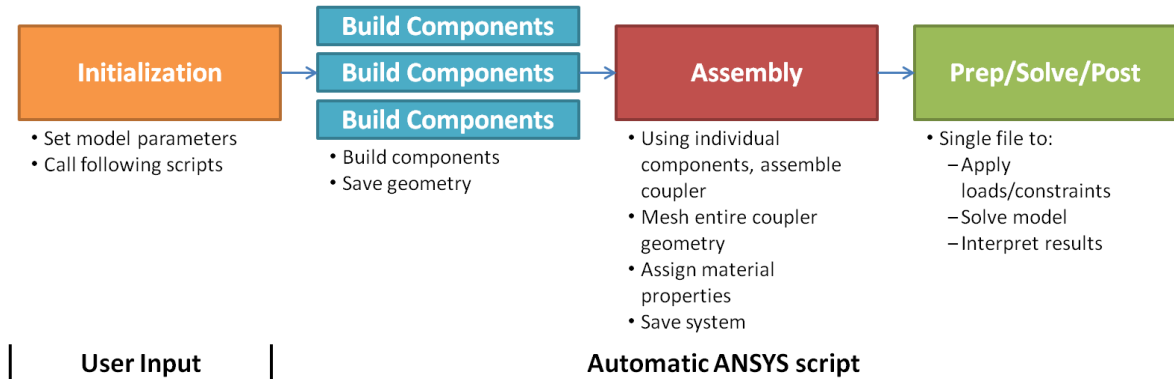 Initialization
• Set model parameters
• Call following scripts
Build Components
Build Components
Build Components
• Build components
• Save geometry
Assembly
• Using individual
components, assemble
coupler
• Mesh entire coupler
geometry
• Assign material
properties
• Save system
Prep/Solve/Post
• Single file to:
– Apply
loads/constraints
– Solve model
– Interpret results
User Input
Automatic ANSYS script